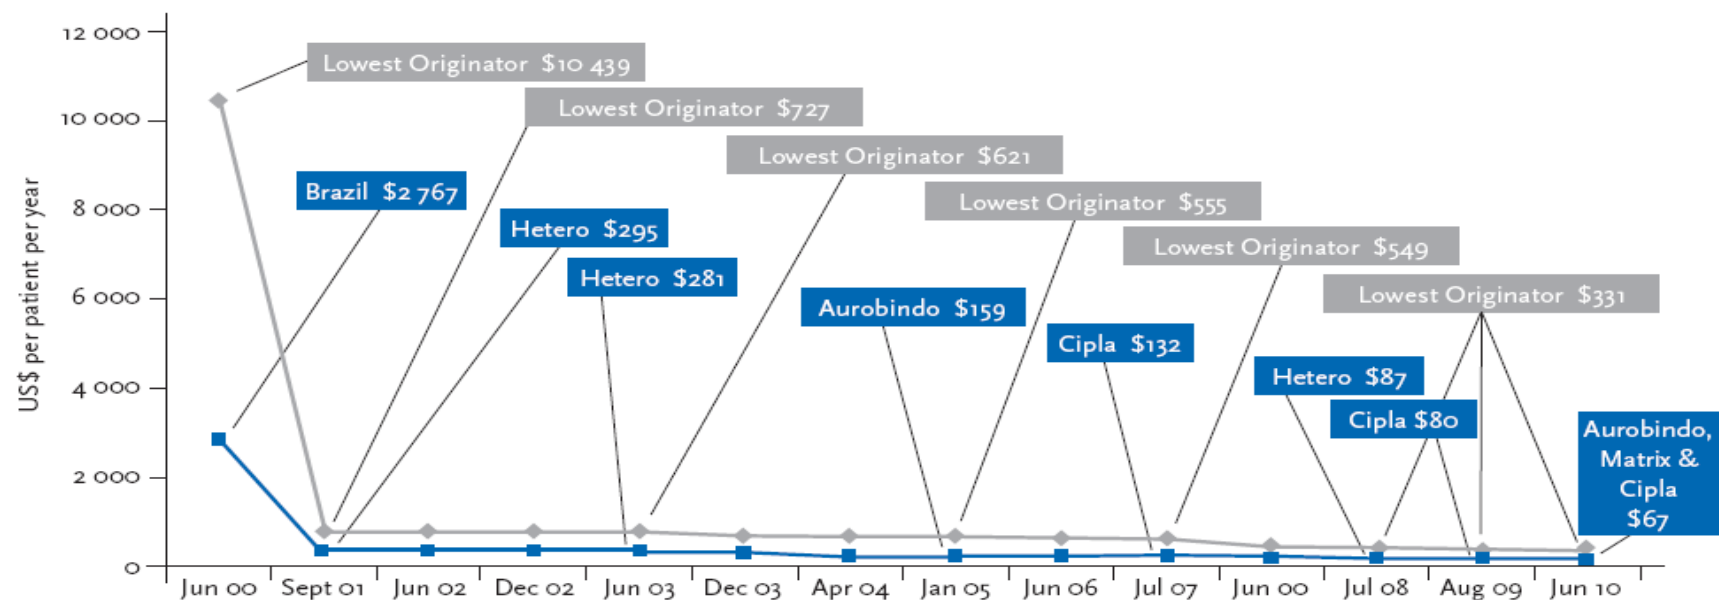 12 000
10 000
8 000
6 000
4 000
2 000
0
US$ per patient per year
Lowest Originator $10 439
Lowest Originator $727
Lowest Originator $621
Brazil $2 767
Lowest Originator $555
Hetero $295
Lowest Originator $549
Hetero $281
Lowest Originator $331
Aurobindo $159
Cipla $132
Hetero $87
Cipla $80
Aurobindo,
Matrix &
Cipla
$67
Jun 00 Sept 01 Jun 02 Dec 02 Jun 03 Dec 03 Apr 04 Jan 05 Jun 06 Jul 07 Jun 00 Jul 08 Aug 09 Jun 10